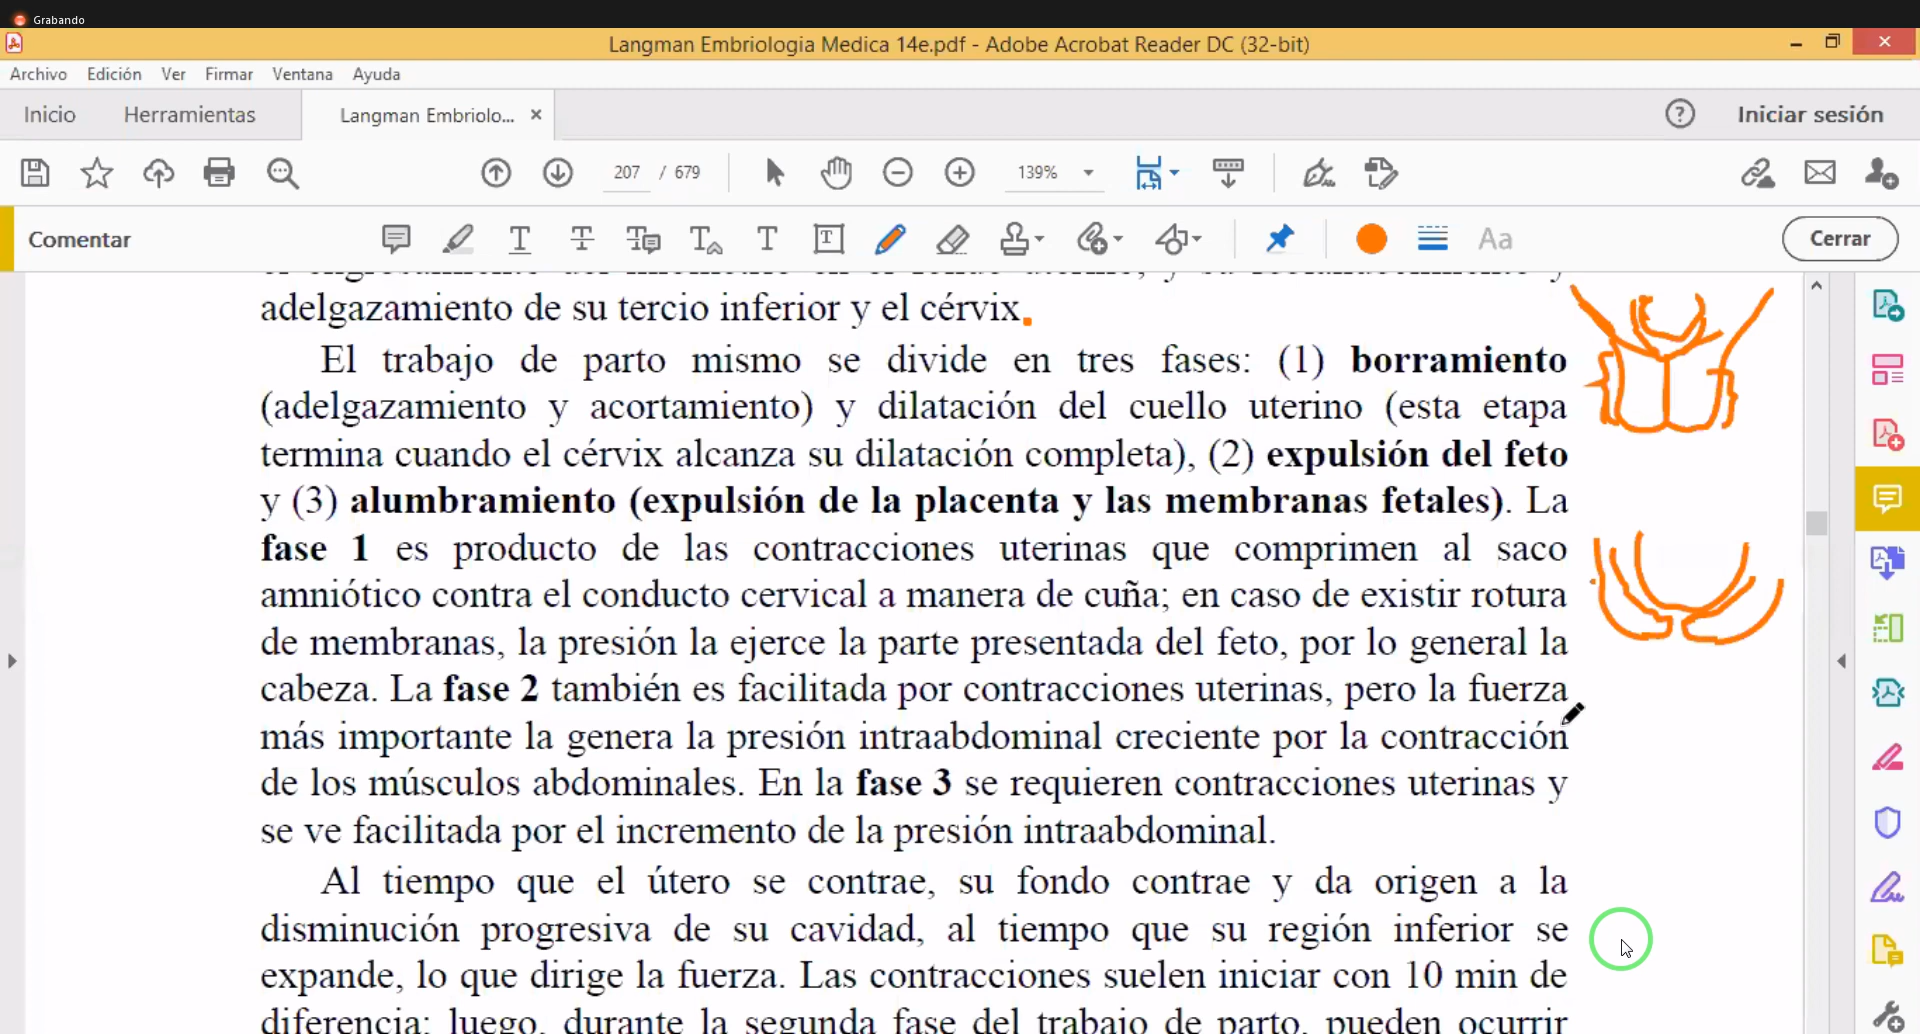 Grabando
Langman Embriologia Medica 14e.pdf - Adobe Acrobat Reader DC (32-bit)
Archivo Edición Ver Firmar Ventana Ayuda
Inicio Herramientas Langman Embriolo... × ? Iniciar sesión
207 / 679 139%
Comentar Aa Cerrar
adelgazamiento de su tercio inferior y el cérvix.
El trabajo de parto mismo se divide en tres fases: (1) borramiento
(adelgazamiento y acortamiento) y dilatación del cuello uterino (esta etapa
termina cuando el cérvix alcanza su dilatación completa), (2) expulsión del feto
y (3) alumbramiento (expulsión de la placenta y las membranas fetales). La
fase 1 es producto de las contracciones uterinas que comprimen al saco
amniótico contra el conducto cervical a manera de cuña; en caso de existir rotura
de membranas, la presión la ejerce la parte presentada del feto, por lo general la
cabeza. La fase 2 también es facilitada por contracciones uterinas, pero la fuerza
más importante la genera la presión intraabdominal creciente por la contracción
de los músculos abdominales. En la fase 3 se requieren contracciones uterinas y
se ve facilitada por el incremento de la presión intraabdominal.
Al tiempo que el útero se contrae, su fondo contrae y da origen a la
disminución progresiva de su cavidad, al tiempo que su región inferior se
expande, lo que dirige la fuerza. Las contracciones suelen iniciar con 10 min de
diferencia; luego, durante la segunda fase del trabajo de parto, pueden ocurrir